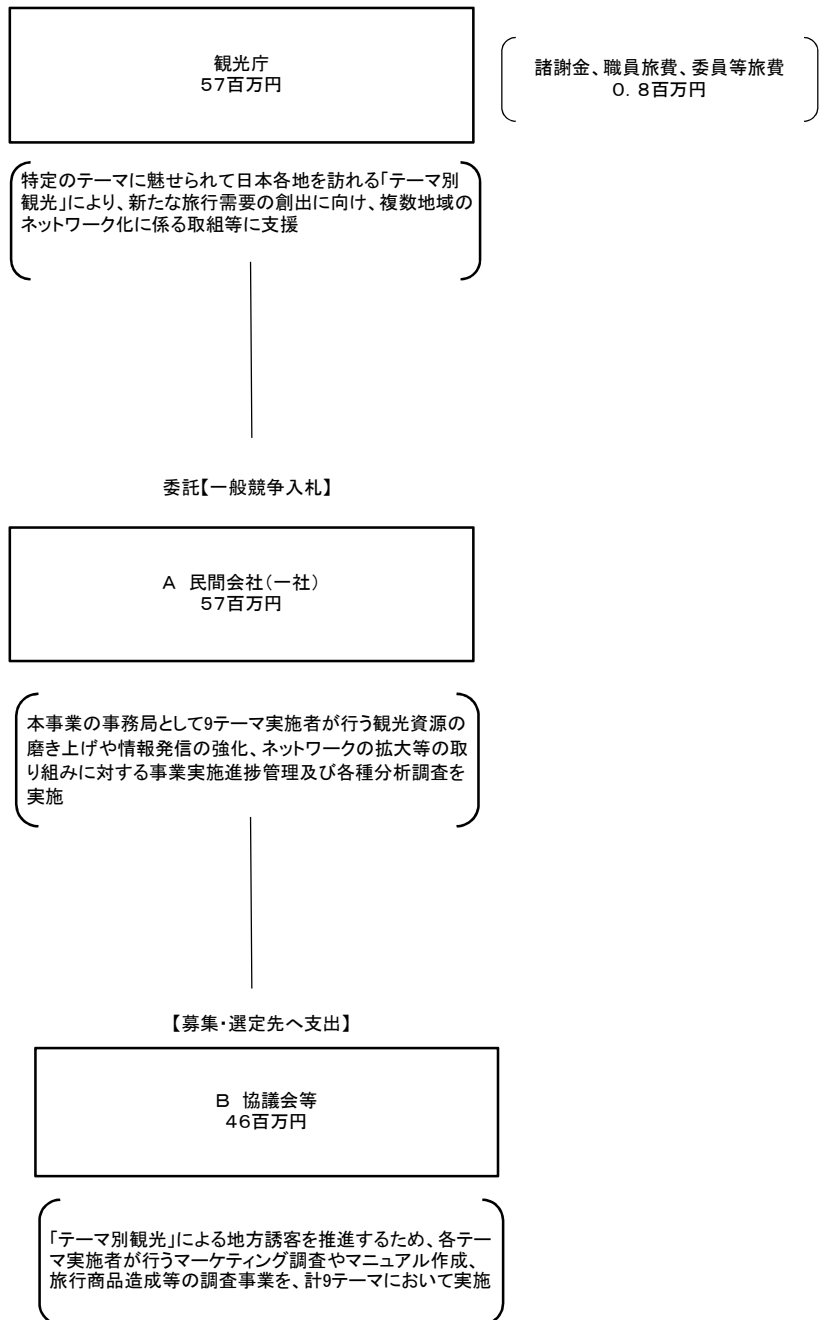 観光庁
57百万円
諸謝金、職員旅費、委員等旅費
0.8百万円
特定のテーマに魅せられて日本各地を訪れる「テーマ別
観光」により、新たな旅行需要の創出に向け、複数地域の
ネットワーク化に係る取組等に支援
委託【一般競争入札】
A 民間会社(一社)
57百万円
本事業の事務局として9テーマ実施者が行う観光資源の
磨き上げや情報発信の強化、ネットワークの拡大等の取
り組みに対する事業実施進捗管理及び各種分析調査を
実施
【募集・選定先へ支出】
B 協議会等
46百万円
「テーマ別観光」による地方誘客を推進するため、各テー
マ実施者が行うマーケティング調査やマニュアル作成、
旅行商品造成等の調査事業を、計9テーマにおいて実施